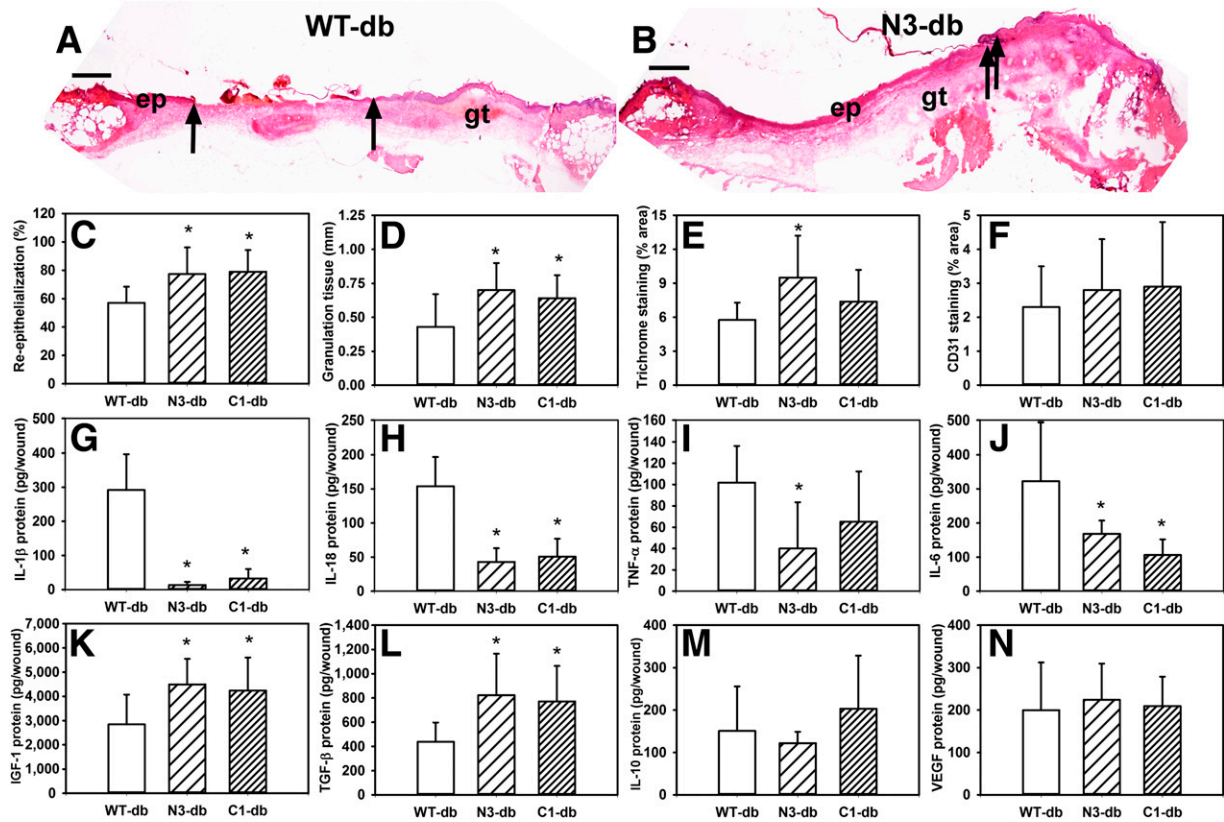 A
WT-db
ep
gt
B
N3-db
ep
gt
C
Re-epithelialization (%)
120
100
80
60
40
20
0
*
*
WT-db N3-db C1-db
D
Granulation tissue (mm)
1.25
1.00
0.75
0.50
0.25
0.00
*
*
WT-db N3-db C1-db
E
Trichrome staining (% area)
15
12
9
6
3
0
*
WT-db N3-db C1-db
F
CD31 staining (% area)
5
4
3
2
1
0
WT-db N3-db C1-db
G
IL-1β protein (pg/wound)
500
400
300
200
100
0
*
*
WT-db N3-db C1-db
H
IL-18 protein (pg/wound)
250
200
150
100
50
0
*
*
WT-db N3-db C1-db
I
TNF-α protein (pg/wound)
160
140
120
100
80
60
40
20
0
*
WT-db N3-db C1-db
J
IL-6 protein (pg/wound)
500
400
300
200
100
0
*
*
WT-db N3-db C1-db
K
IGF-1 protein (pg/wound)
7,000
6,000
5,000
4,000
3,000
2,000
1,000
0
*
*
WT-db N3-db C1-db
L
TGF-β protein (pg/wound)
1,400
1,200
1,000
800
600
400
200
0
*
*
WT-db N3-db C1-db
M
IL-10 protein (pg/wound)
400
300
200
100
0
WT-db N3-db C1-db
N
VEGF protein (pg/wound)
400
300
200
100
0
WT-db N3-db C1-db